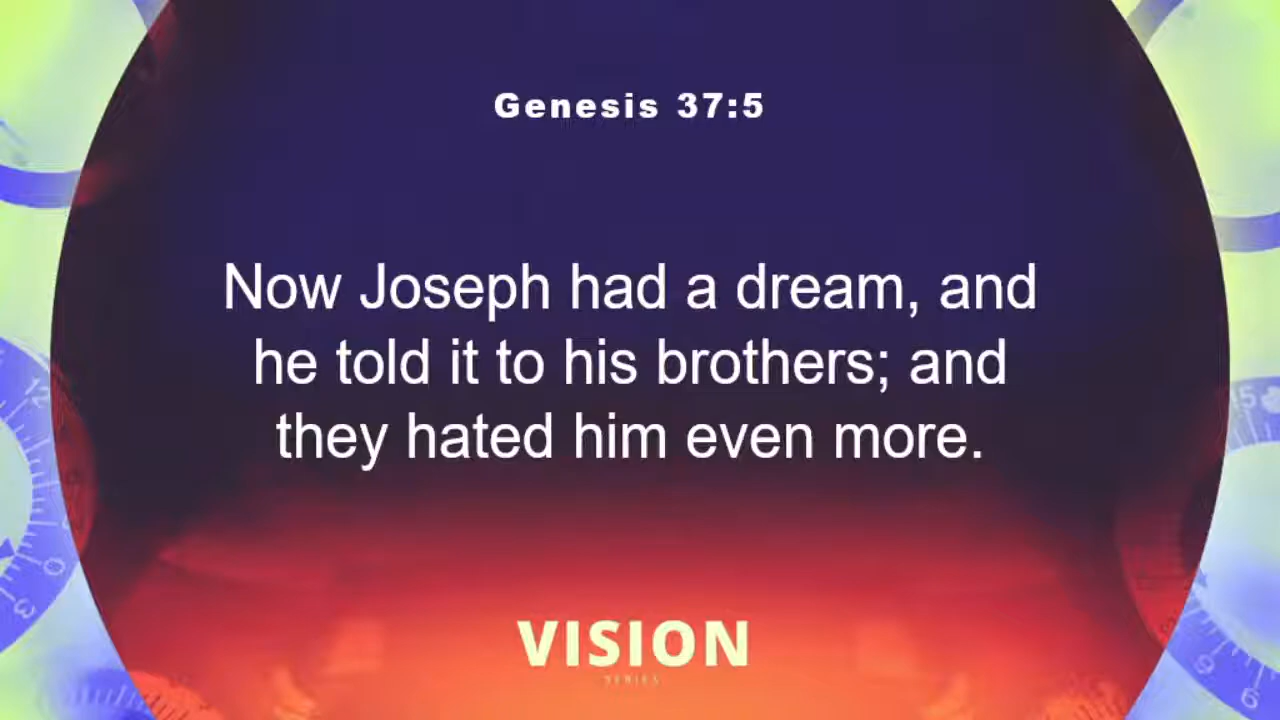 Genesis 37:5
Now Joseph had a dream, and
he told it to his brothers; and
they hated him even more.
VISION
SERIES